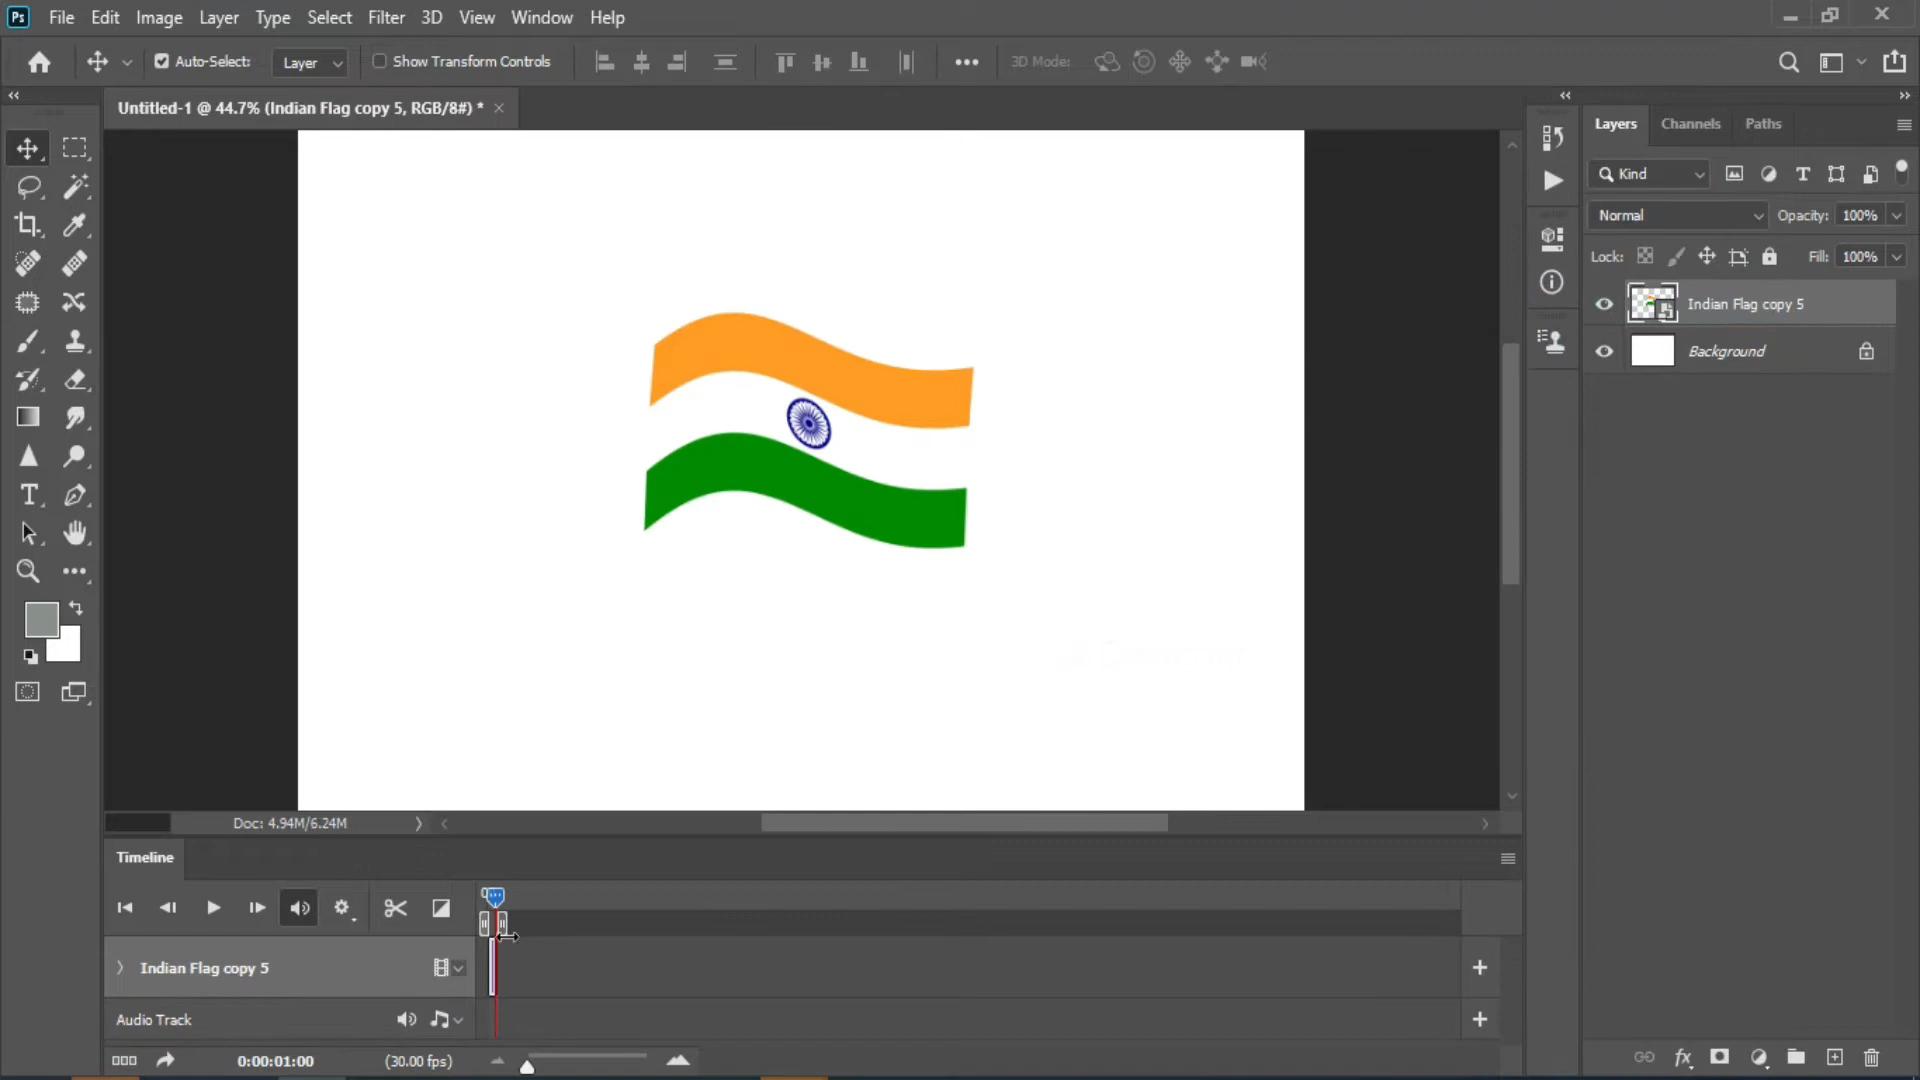 Ps File Edit Image Layer Type Select Filter 3D View Window Help
Auto-Select: Layer Show Transform Controls 3D Mode:
Untitled-1 @ 44.7% (Indian Flag copy 5, RGB/8#) *
Layers Channels Paths
Kind
Normal Opacity: 100%
Lock: Fill: 100%
Indian Flag copy 5
Background
Doc: 4.94M/6.24M
Timeline
Indian Flag copy 5
Audio Track
0:00:01:00 (30.00 fps)